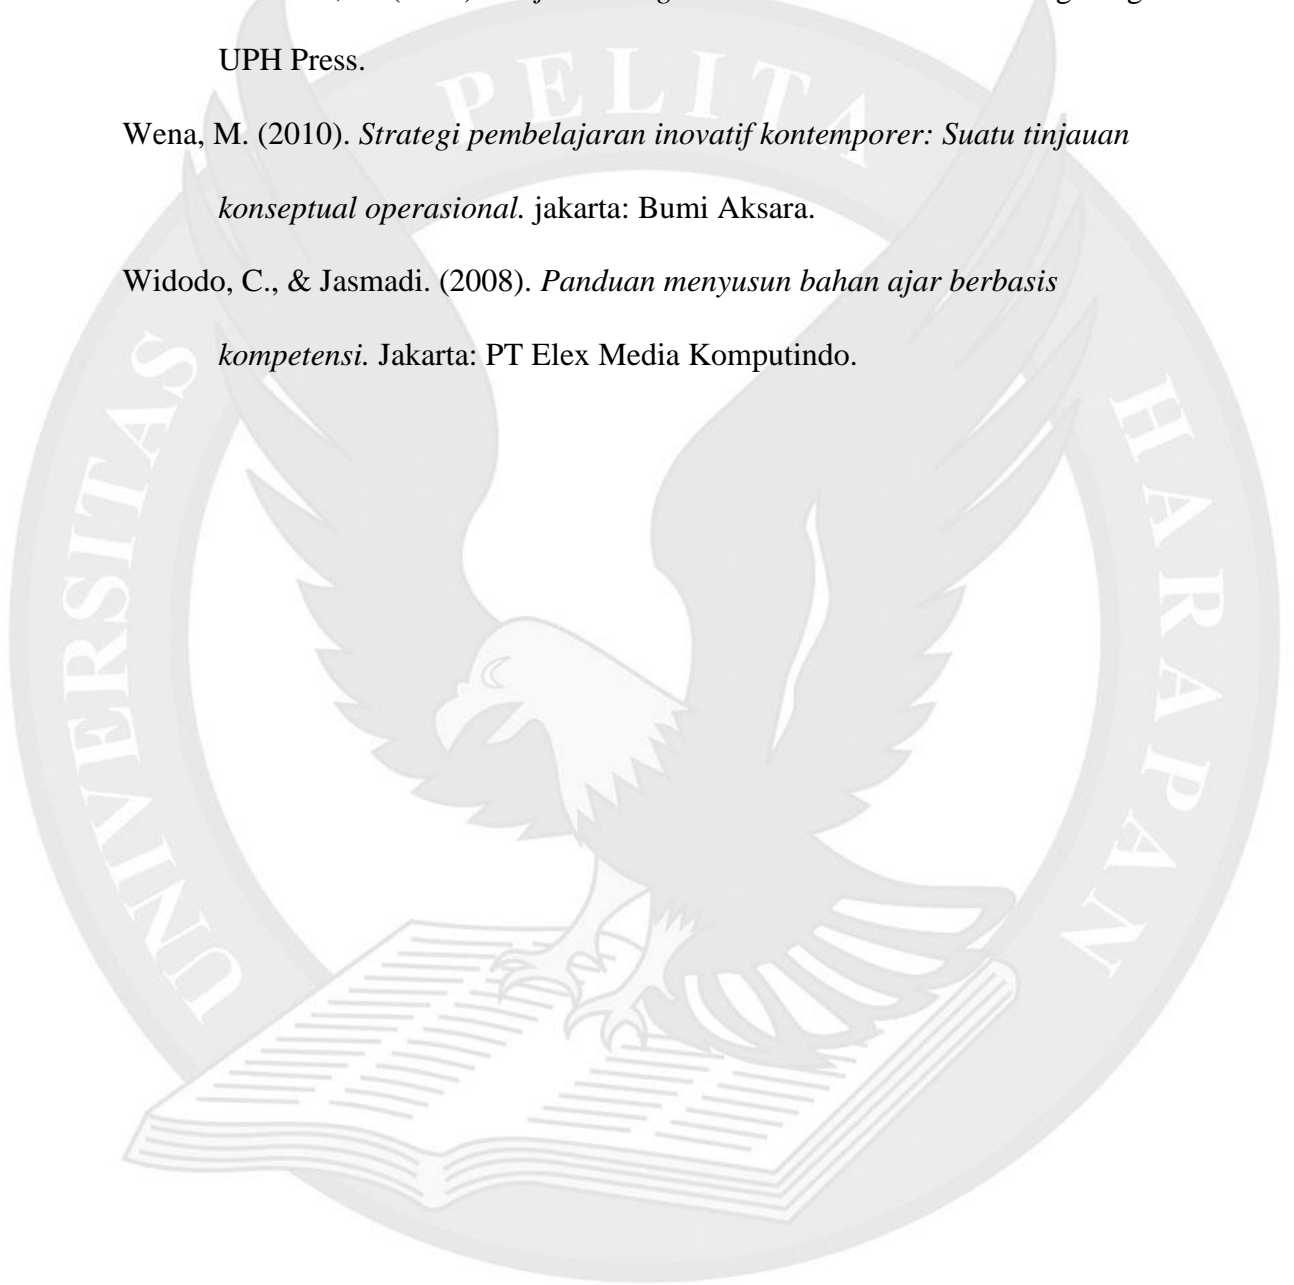 UPH Press.
Wena, M. (2010). Strategi pembelajaran inovatif kontemporer: Suatu tinjauan
konseptual operasional. jakarta: Bumi Aksara.
Widodo, C., & Jasmadi. (2008). Panduan menyusun bahan ajar berbasis
kompetensi. Jakarta: PT Elex Media Komputindo.
UNIVERSITAS PELITA HARAPAN